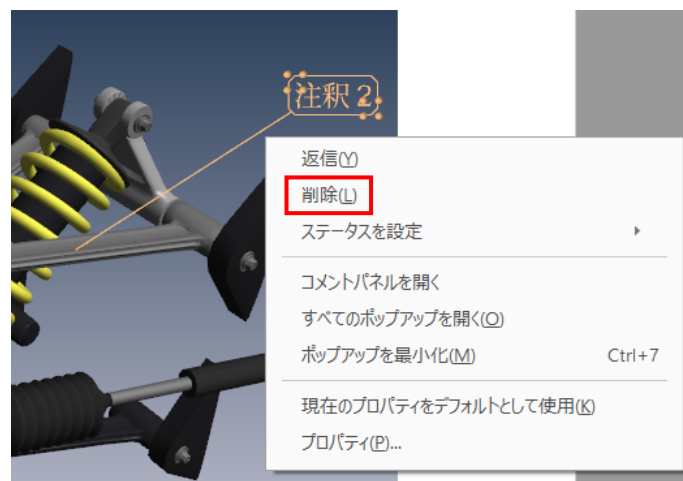 注釈2
返信(Y)
削除(L)
ステータスを設定
コメントパネルを開く
すべてのポップアップを開く(O)
ポップアップを最小化(M) Ctrl+7
現在のプロパティをデフォルトとして使用(K)
プロパティ(P)...